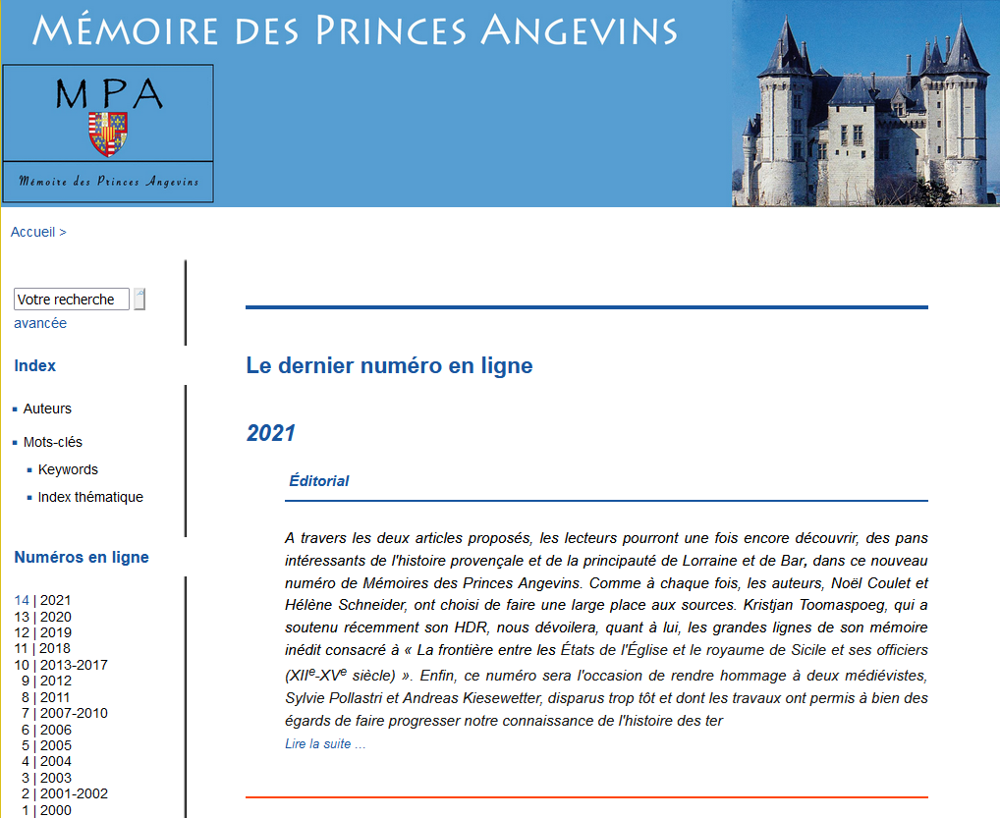 MÉMOIRE DES PRINCES ANGEVINS
MPA
Mémoire des Princes Angevins
Accueil >
Votre recherche
avancée
Index
Auteurs
Mots-clés
Keywords
Index thématique
Numéros en ligne
14 | 2021
13 | 2020
12 | 2019
11 | 2018
10 | 2013-2017
9 | 2012
8 | 2011
7 | 2007-2010
6 | 2006
5 | 2005
4 | 2004
3 | 2003
2 | 2001-2002
1 | 2000
Le dernier numéro en ligne
2021
Éditorial
A travers les deux articles proposés, les lecteurs pourront une fois encore découvrir, des pans
intéressants de l'histoire provençale et de la principauté de Lorraine et de Bar, dans ce nouveau
numéro de Mémoires des Princes Angevins. Comme à chaque fois, les auteurs, Noël Coulet et
Hélène Schneider, ont choisi de faire une large place aux sources. Kristjan Toomaspoeg, qui a
soutenu récemment son HDR, nous dévoilera, quant à lui, les grandes lignes de son mémoire
inédit consacré à « La frontière entre les États de l'Église et le royaume de Sicile et ses officiers
(XIIe-XVe siècle) ». Enfin, ce numéro sera l'occasion de rendre hommage à deux médiévistes,
Sylvie Pollastri et Andreas Kiesewetter, disparus trop tôt et dont les travaux ont permis à bien des
égards de faire progresser notre connaissance de l'histoire des ter
Lire la suite ...